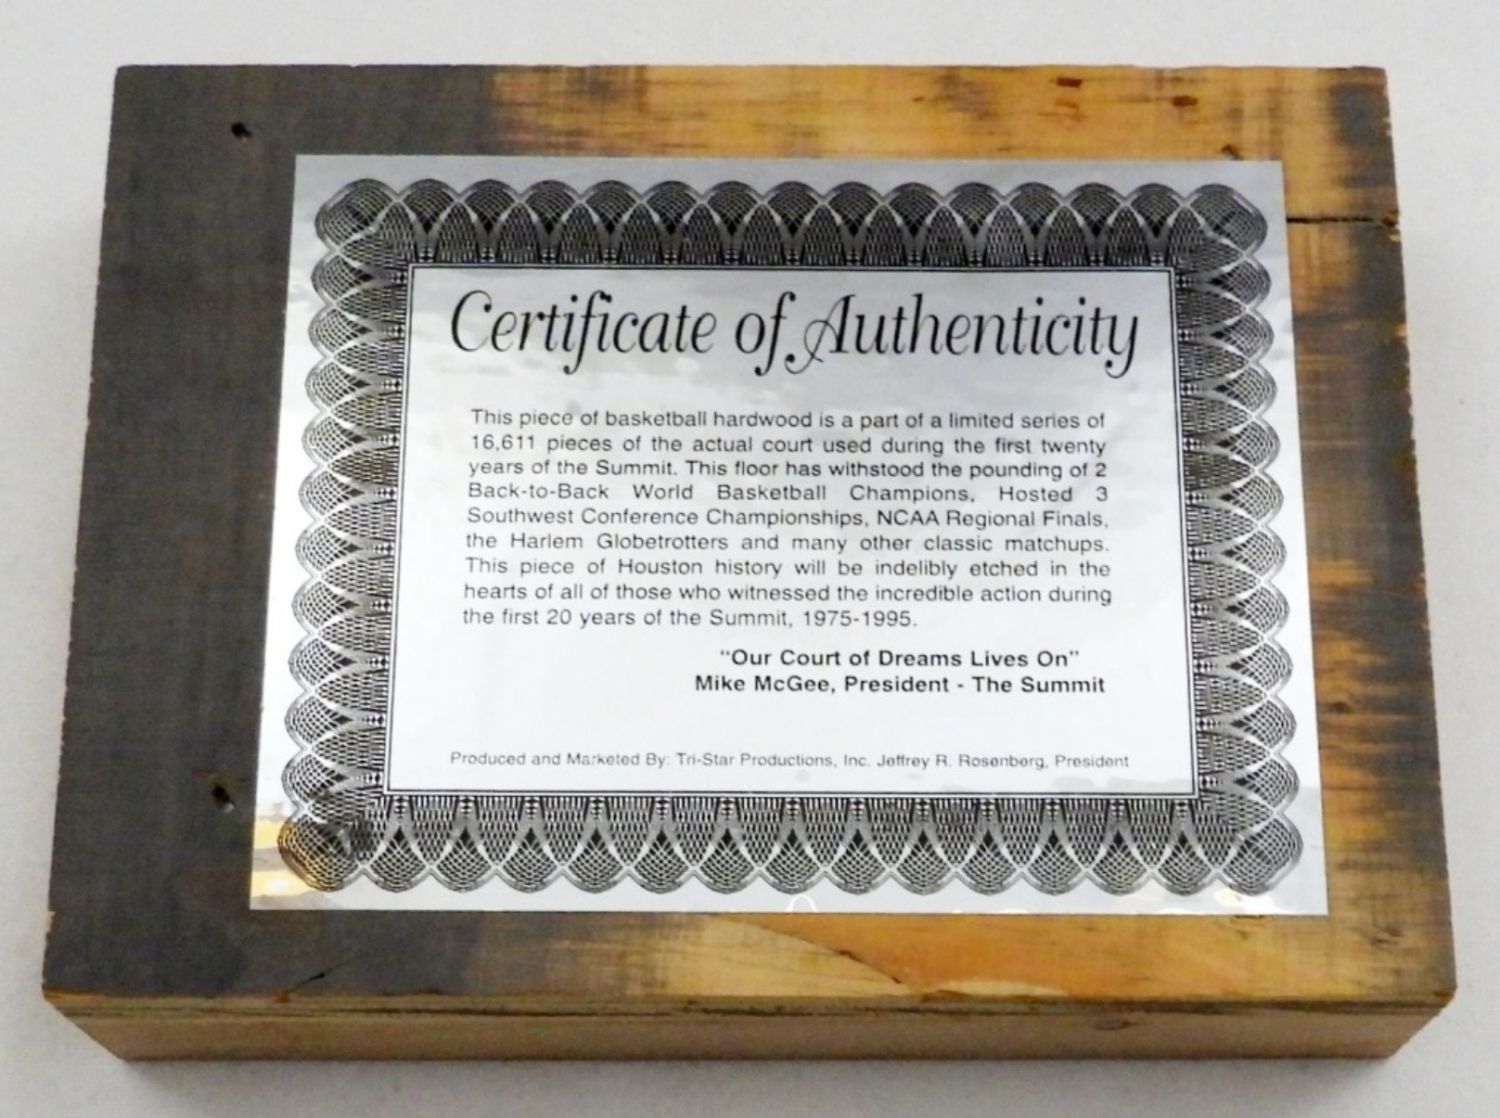 Certificate of Authenticity
This piece of basketball hardwood is a part of a limited series of
16,611 pieces of the actual court used during the first twenty
years of the Summit. This floor has withstood the pounding of 2
Back-to-Back World Basketball Champions, Hosted 3
Southwest Conference Championships, NCAA Regional Finals,
the Harlem Globetrotters and many other classic matchups.
This piece of Houston history will be indelibly etched in the
hearts of all of those who witnessed the incredible action during
the first 20 years of the Summit, 1975-1995.
"Our Court of Dreams Lives On"
Mike McGee, President - The Summit
Produced and Marketed By: Tri-Star Productions, Inc. Jeffrey R. Rosenberg, President